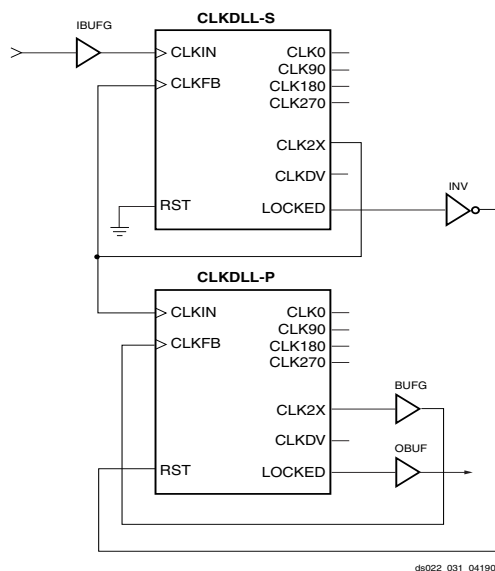 IBUFG
CLKDLL-S
CLKIN
CLKFB
RST
CLK0
CLK90
CLK180
CLK270
CLK2X
CLKDV
LOCKED
INV
CLKDLL-P
CLKIN
CLKFB
RST
CLK0
CLK90
CLK180
CLK270
CLK2X
CLKDV
LOCKED
BUFG
OBUF
ds022_031_04190